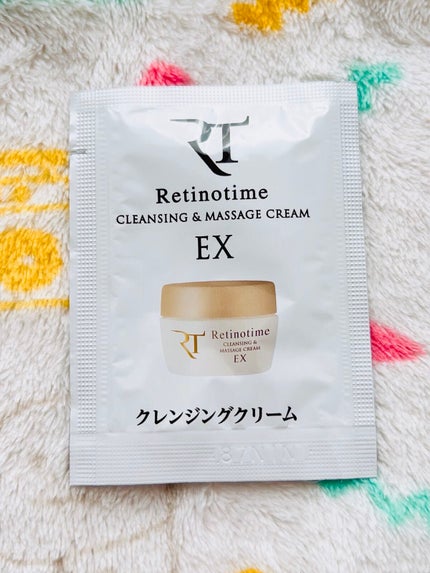 RT
Retinotime
CLEANSING & MASSAGE CREAM
EX
RT Retinotime
CLEANSING &
MASSAGE CREAM
EX
クレンジングクリーム